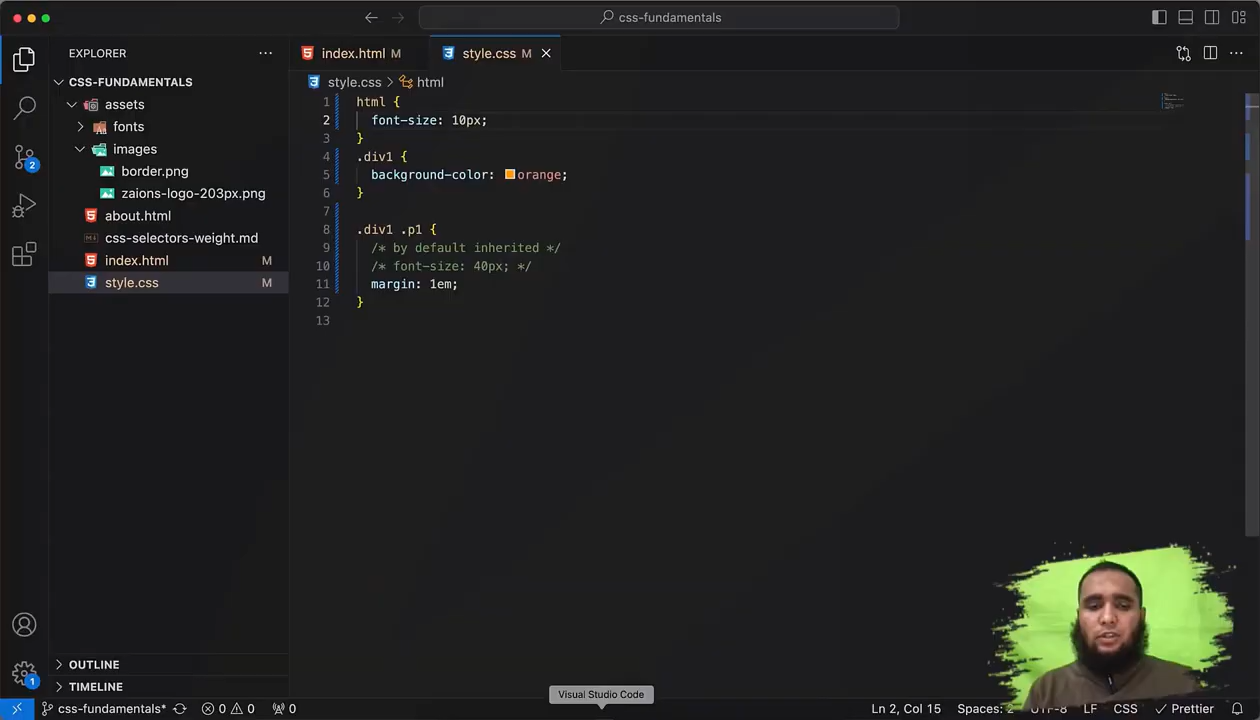 css-fundamentals
EXPLORER
index.html M
style.css M
CSS-FUNDAMENTALS
style.css > html
assets
fonts
images
border.png
zaions-logo-203px.png
about.html
css-selectors-weight.md
index.html M
style.css M
1 html {
2 font-size: 10px;
3 }
4 .div1 {
5 background-color: orange;
6 }
7
8 .div1 .p1 {
9 /* by default inherited */
10 /* font-size: 40px; */
11 margin: 1em;
12 }
13
2
1
OUTLINE
TIMELINE
Visual Studio Code
css-fundamentals* 0 0 0 Ln 2, Col 15 Spaces: 2 UTF-8 LF CSS Prettier